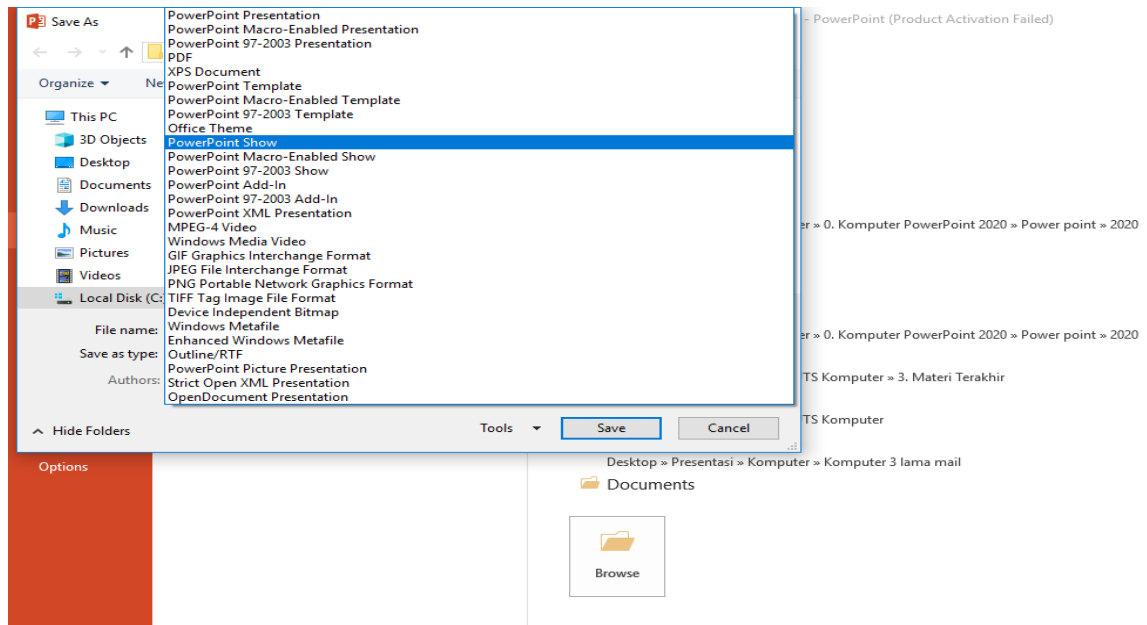 Save As
- PowerPoint (Product Activation Failed)
Organize
Ne
This PC
3D Objects
Desktop
Documents
Downloads
Music
Pictures
Videos
Local Disk (C:
File name:
Save as type:
Authors:
PowerPoint Presentation
PowerPoint Macro-Enabled Presentation
PowerPoint 97-2003 Presentation
PDF
XPS Document
PowerPoint Template
PowerPoint Macro-Enabled Template
PowerPoint 97-2003 Template
Office Theme
PowerPoint Show
PowerPoint Macro-Enabled Show
PowerPoint 97-2003 Show
PowerPoint Add-In
PowerPoint 97-2003 Add-In
PowerPoint XML Presentation
MPEG-4 Video
Windows Media Video
GIF Graphics Interchange Format
JPEG File Interchange Format
PNG Portable Network Graphics Format
TIFF Tag Image File Format
Device Independent Bitmap
Windows Metafile
Enhanced Windows Metafile
Outline/RTF
PowerPoint Picture Presentation
Strict Open XML Presentation
OpenDocument Presentation
Hide Folders
Tools
Save
Cancel
er » 0. Komputer PowerPoint 2020 » Power point » 2020
er » 0. Komputer PowerPoint 2020 » Power point » 2020
TS Komputer » 3. Materi Terakhir
TS Komputer
Options
Desktop » Presentasi » Komputer » Komputer 3 lama mail
Documents
Browse